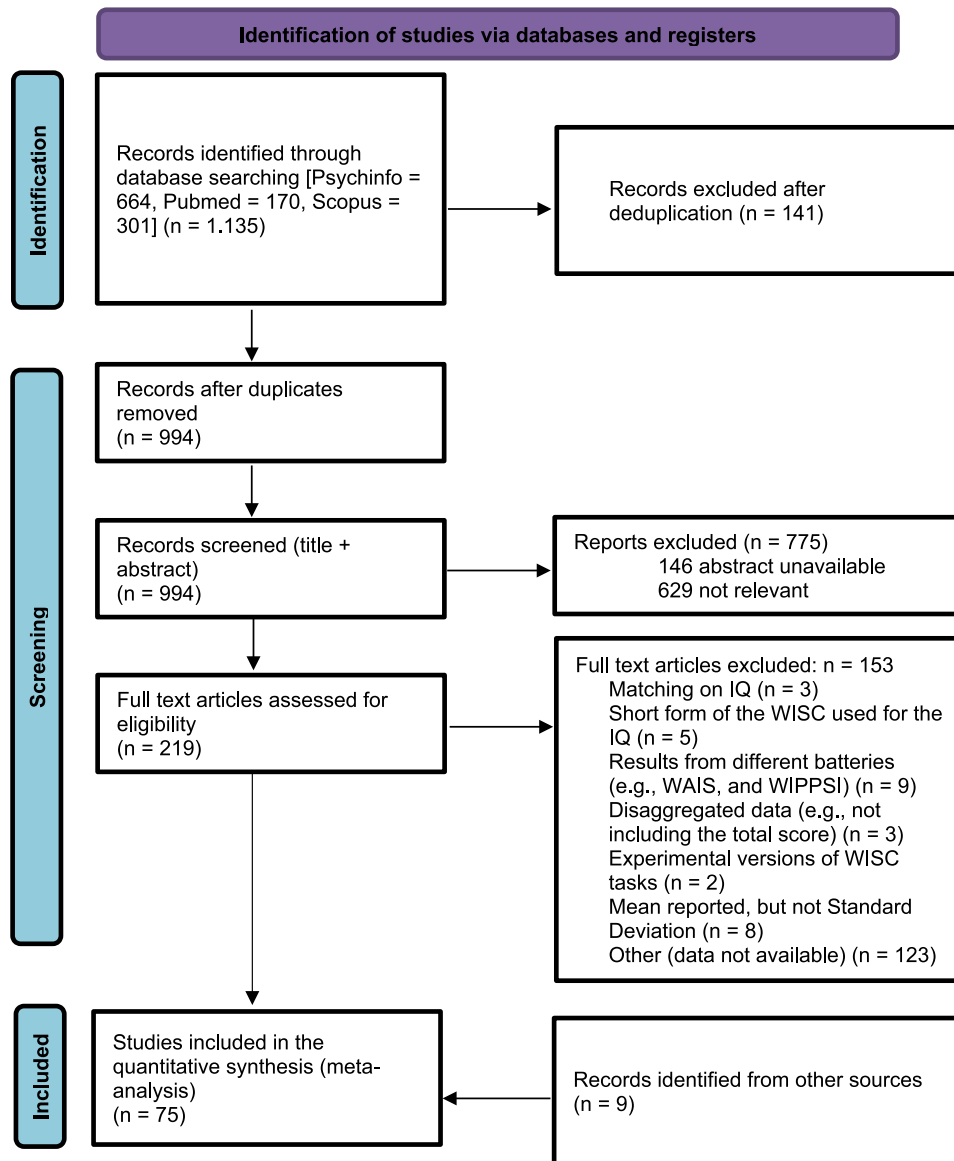 Identification of studies via databases and registers
Identification
Records identified through
database searching [Psychinfo =
664, Pubmed = 170, Scopus =
301] (n = 1.135)
Records excluded after
deduplication (n = 141)
Screening
Records after duplicates
removed
(n = 994)
Records screened (title +
abstract)
(n = 994)
Reports excluded (n = 775)
146 abstract unavailable
629 not relevant
Full text articles assessed for
eligibility
(n = 219)
Full text articles excluded: n = 153
Matching on IQ (n = 3)
Short form of the WISC used for the
IQ (n = 5)
Results from different batteries
(e.g., WAIS, and WIPPSI) (n = 9)
Disaggregated data (e.g., not
including the total score) (n = 3)
Experimental versions of WISC
tasks (n = 2)
Mean reported, but not Standard
Deviation (n = 8)
Other (data not available) (n = 123)
Included
Studies included in the
quantitative synthesis (meta-
analysis)
(n = 75)
Records identified from other sources
(n = 9)